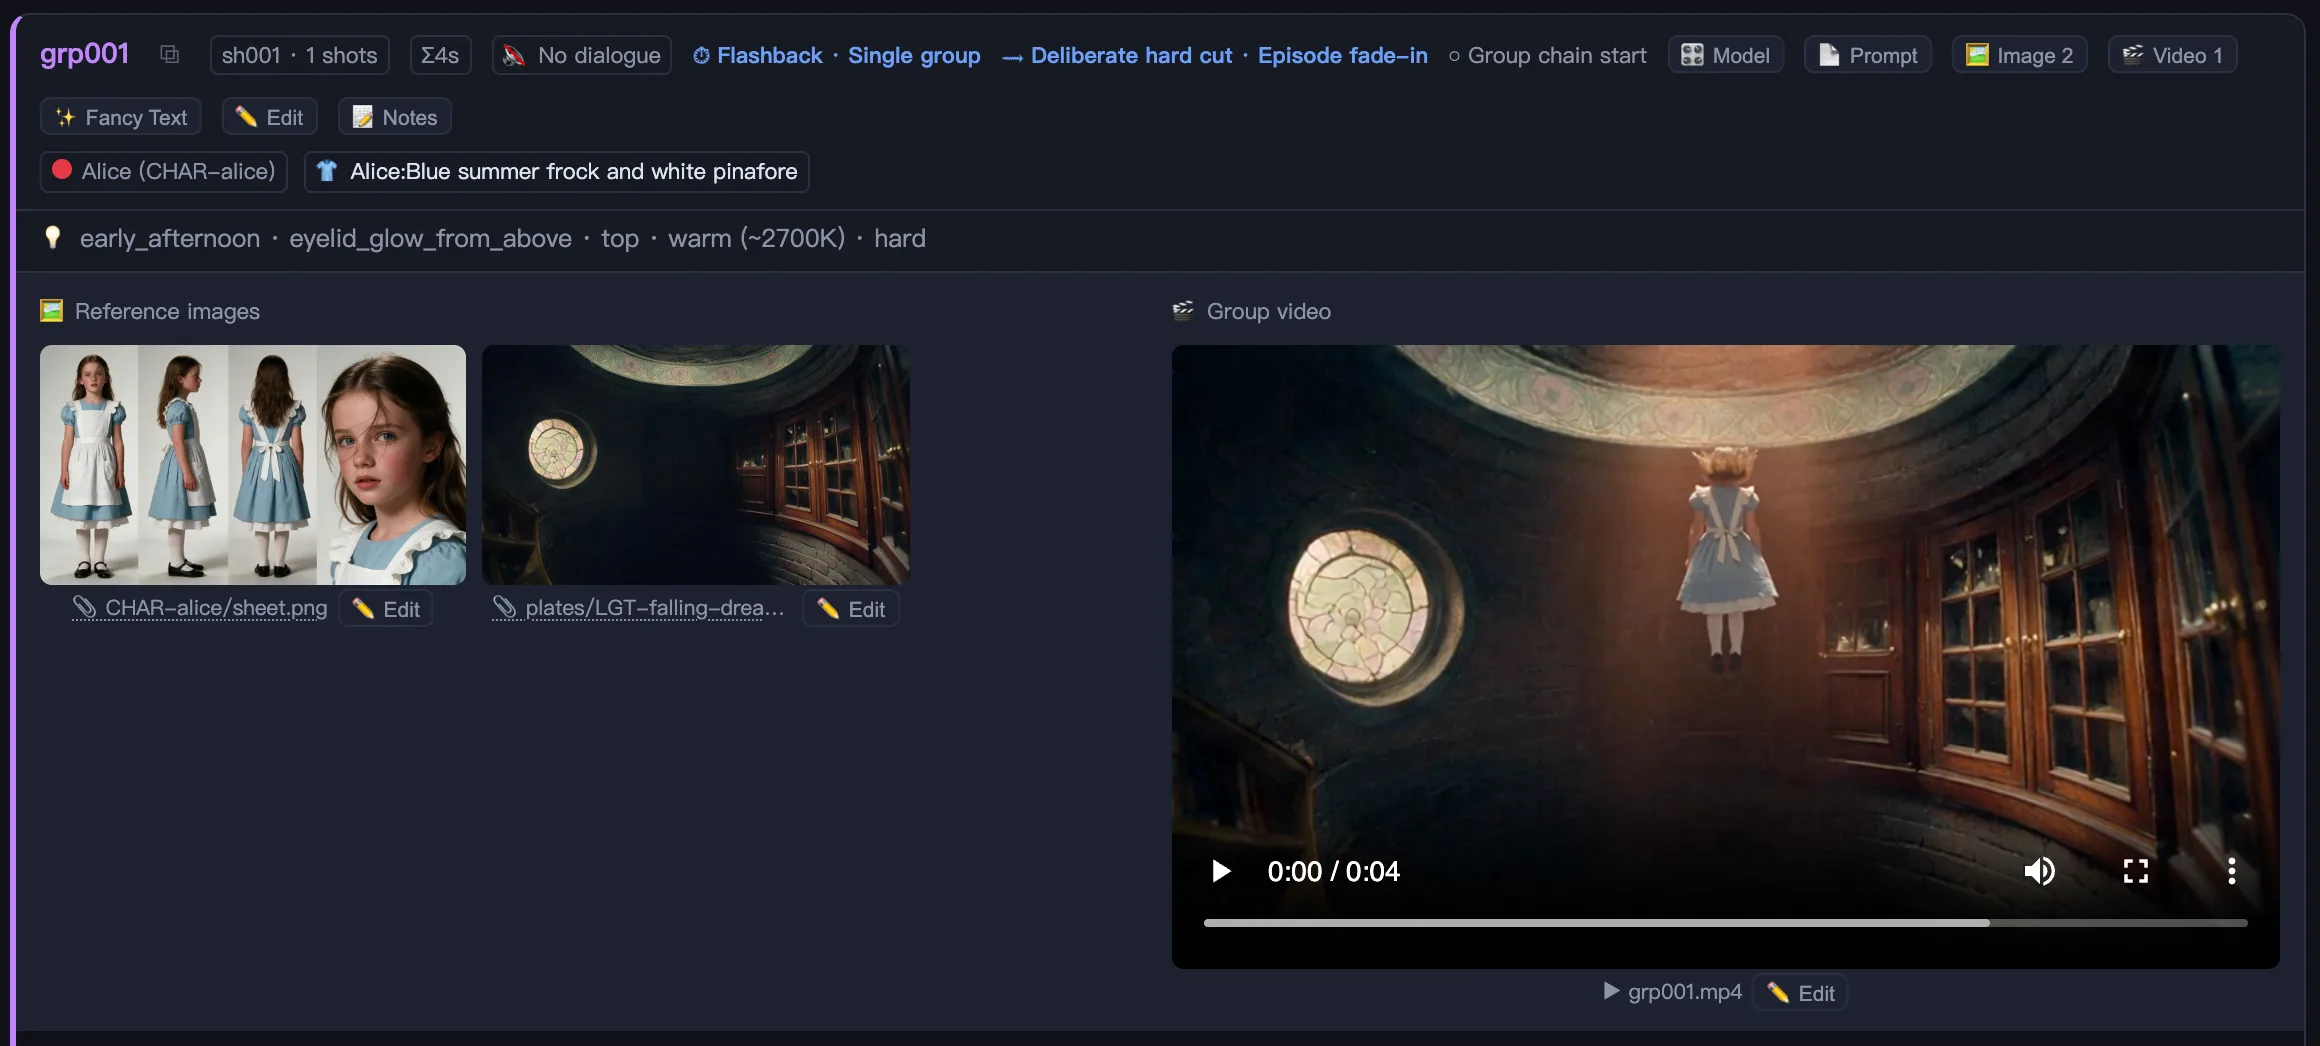 grp001 sh001 · 1 shots Σ4s No dialogue Flashback · Single group Deliberate hard cut · Episode fade-in ○ Group chain start Model Prompt Image 2 Video 1
Fancy Text Edit Notes
Alice (CHAR-alice) Alice:Blue summer frock and white pinafore
early_afternoon · eyelid_glow_from_above · top · warm (~2700K) · hard
Reference images
CHAR-alice/sheet.png Edit
plates/LGT-falling-drea... Edit
Group video
0:00 / 0:04
grp001.mp4 Edit